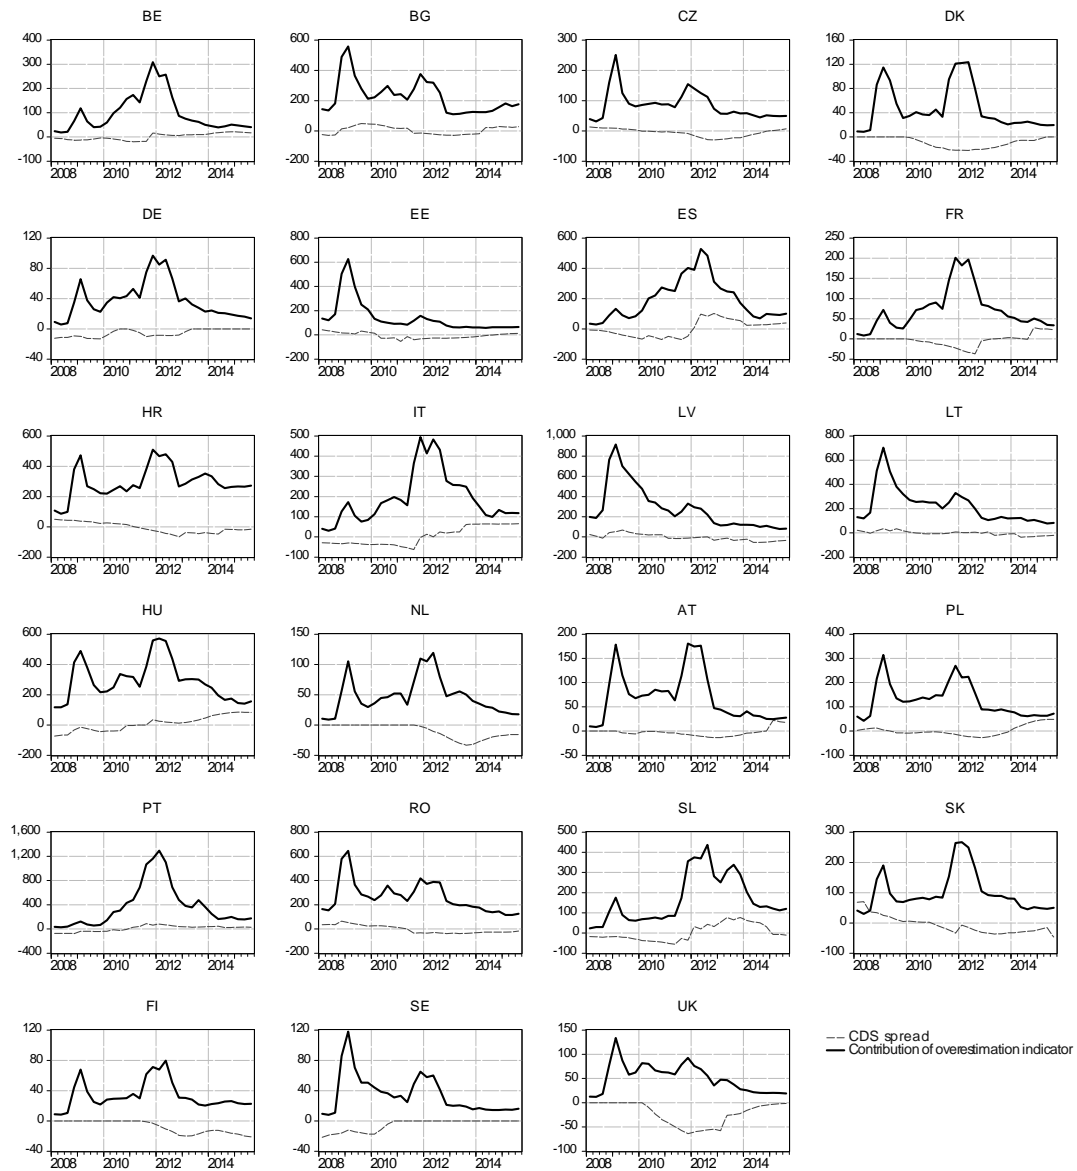 BE BG CZ DK
400 600 300 160
300 400 200 120
200 200 100 80
100 0 0 40
0 -200 -100 0
-100 -40
2008 2010 2012 2014 2008 2010 2012 2014 2008 2010 2012 2014 2008 2010 2012 2014
DE EE ES FR
120 800 600 250
80 600 400 200
40 400 200 150
0 200 0 100
-40 0 -200 50
-200 0
-50
2008 2010 2012 2014 2008 2010 2012 2014 2008 2010 2012 2014 2008 2010 2012 2014
HR IT LV LT
600 500 1,000 800
400 400 800 600
200 300 600 400
0 200 400 200
-200 100 200 0
0 0 -200
-100 -200
2008 2010 2012 2014 2008 2010 2012 2014 2008 2010 2012 2014 2008 2010 2012 2014
HU NL AT PL
600 150 200 400
400 100 150 300
200 50 100 200
0 0 50 100
-200 -50 0 0
-50 -100
2008 2010 2012 2014 2008 2010 2012 2014 2008 2010 2012 2014 2008 2010 2012 2014
PT RO SL SK
1,600 800 500 300
1,200 600 400 200
800 400 300 100
400 200 200 0
0 0 100 -100
-400 -200 0
-100
2008 2010 2012 2014 2008 2010 2012 2014 2008 2010 2012 2014 2008 2010 2012 2014
FI SE UK
120 120 150
80 80 100
40 40 50
0 0 0
-40 -40 -50
-100
2008 2010 2012 2014 2008 2010 2012 2014 2008 2010 2012 2014
CDS spread
Contribution of overestimation indicator